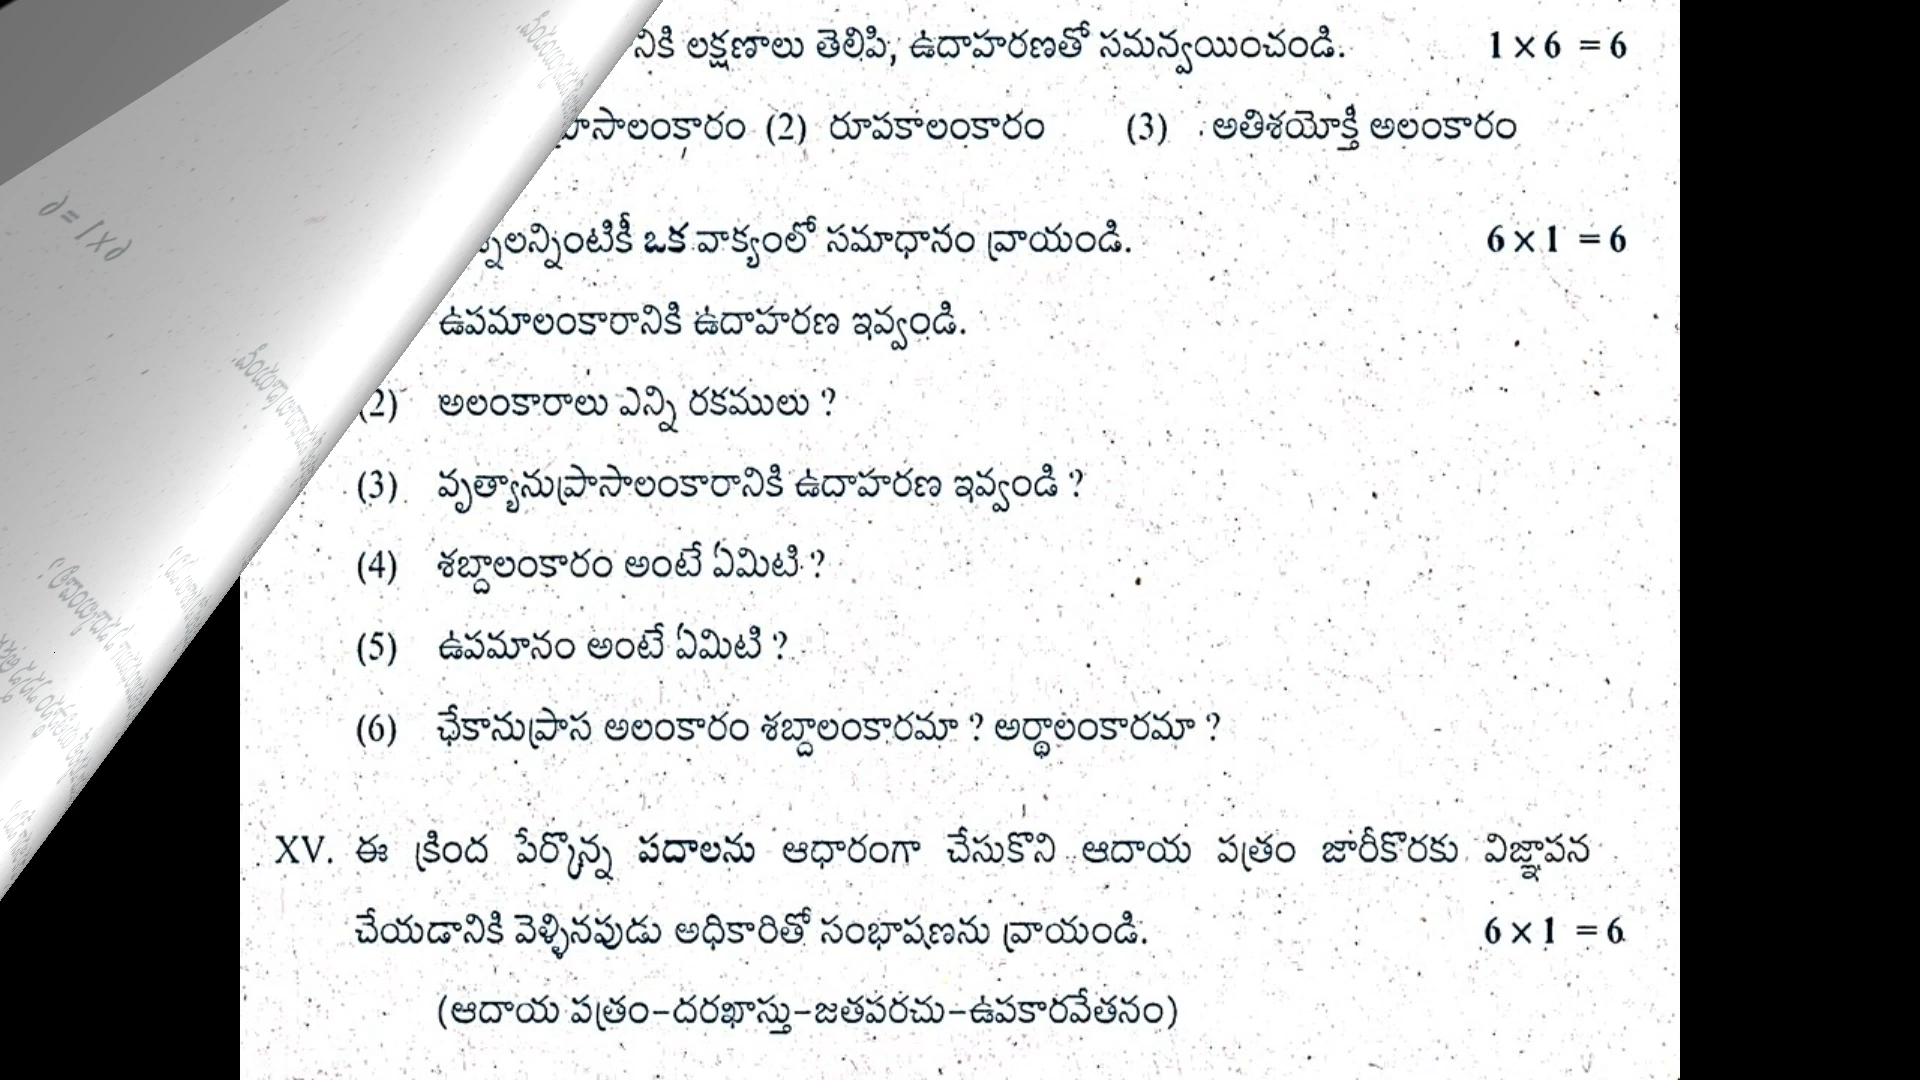 లక్షణాలు తెలిపి, ఉదాహరణతో సమన్వయించండి. 1 × 6 = 6
(2) రూపకాలంకారం (3) అతిశయోక్తి అలంకారం
ఒక వాక్యంలో సమాధానం వ్రాయండి. 6 × 1 = 6
ఉపమాలంకారానికి ఉదాహరణ ఇవ్వండి.
(2) అలంకారాలు ఎన్ని రకములు ?
(3) వృత్యానుప్రాసాలంకారానికి ఉదాహరణ ఇవ్వండి ?
(4) శబ్దాలంకారం అంటే ఏమిటి ?
(5) ఉపమానం అంటే ఏమిటి ?
(6) ఛేకానుప్రాస అలంకారం శబ్దాలంకారమా ? అర్థాలంకారమా ?
XV. ఈ క్రింద పేర్కొన్న పదాలను ఆధారంగా చేసుకొని ఆదాయ పత్రం జారీకొరకు విజ్ఞాపన
చేయడానికి వెళ్ళినపుడు అధికారితో సంభాషణను వ్రాయండి. 6 × 1 = 6
(ఆదాయ పత్రం–దరఖాస్తు–జతపరచు–ఉపకారవేతనం)